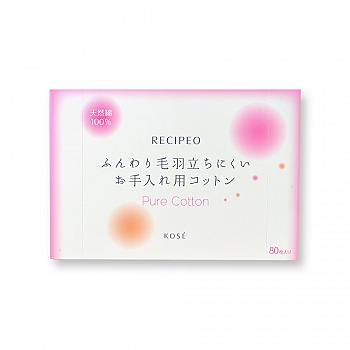 天然綿
100%
RECIPEO
ふんわり毛羽立ちにくい
お手入れ用コットン
Pure Cotton
KOSÉ
80枚入り